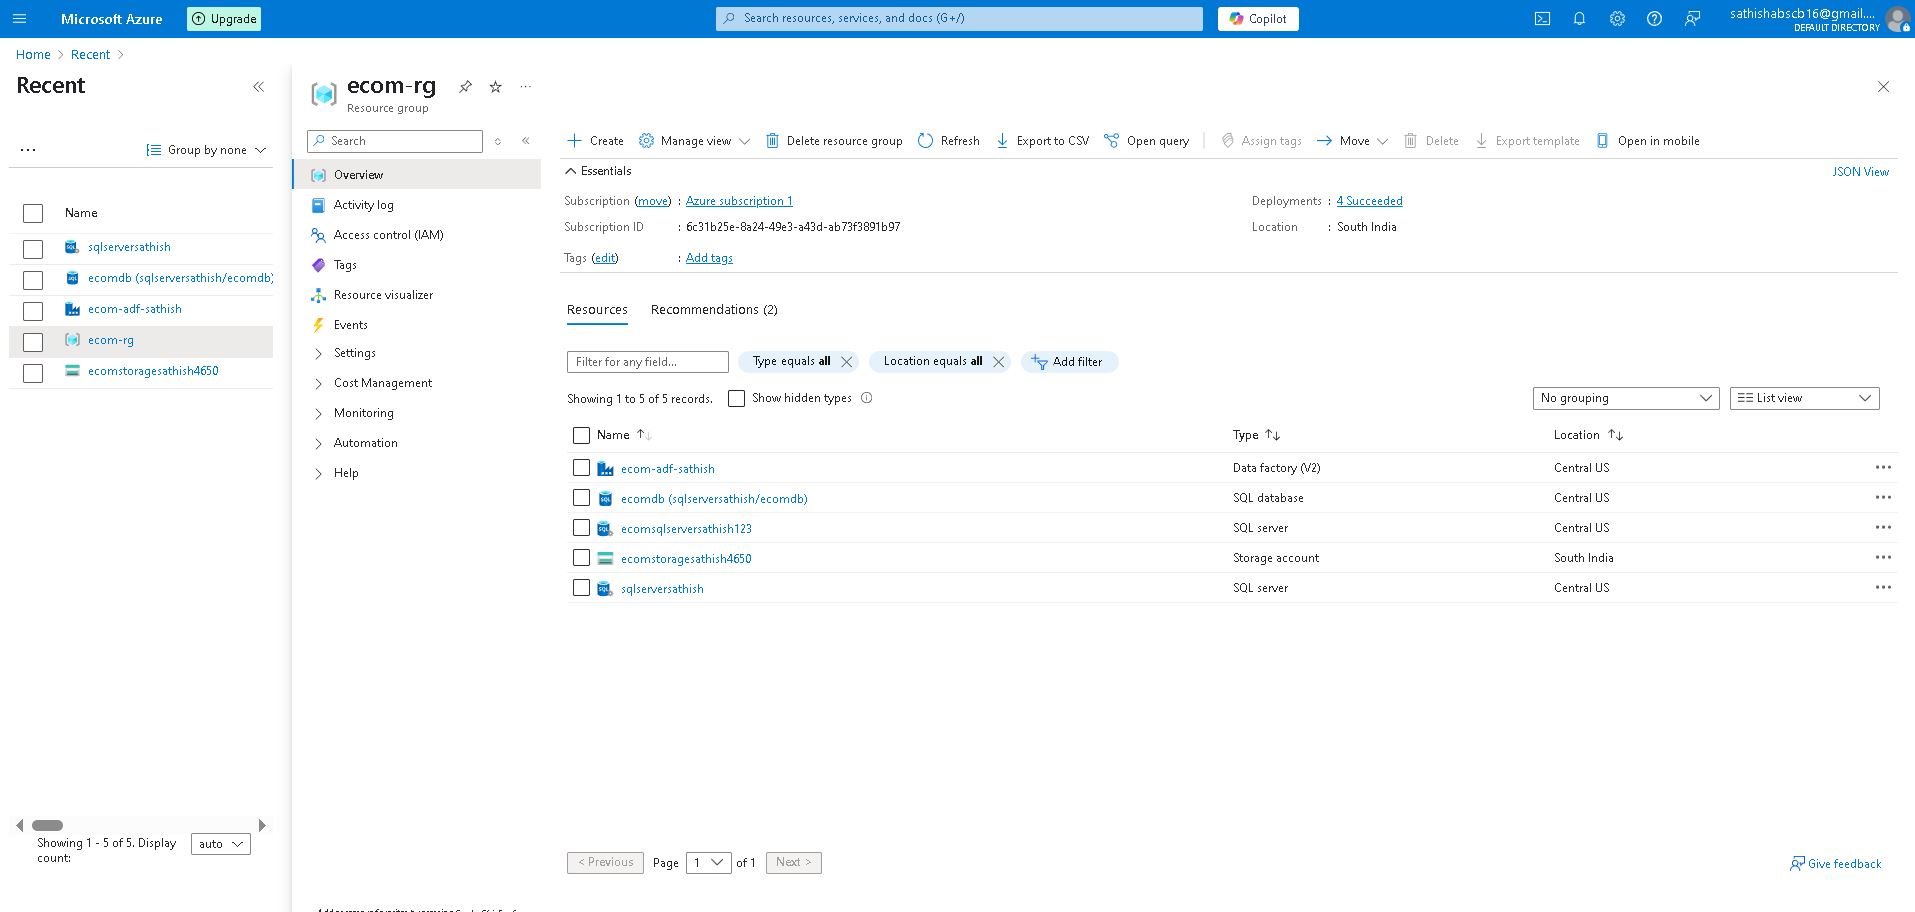 Microsoft Azure
Upgrade
Search resources, services, and docs (G+/)
Copilot
sathishabscb16@gmail....
DEFAULT DIRECTORY
Home > Recent >
Recent
Group by none
Name
sqlserversathish
ecomdb (sqlserversathish/ecomdb)
ecom-adf-sathish
ecom-rg
ecomstoragesathish4650
Showing 1 - 5 of 5. Display
count:
auto
ecom-rg
Resource group
Search
Overview
Activity log
Access control (IAM)
Tags
Resource visualizer
Events
Settings
Cost Management
Monitoring
Automation
Help
Create
Manage view
Delete resource group
Refresh
Export to CSV
Open query
Assign tags
Move
Delete
Export template
Open in mobile
Essentials
JSON View
Subscription (move) : Azure subscription 1
Deployments : 4 Succeeded
Subscription ID : 6c31b25e-8a24-49e3-a43d-ab73f3891b97
Location : South India
Tags (edit) : Add tags
Resources
Recommendations (2)
Filter for any field...
Type equals all
Location equals all
Add filter
Showing 1 to 5 of 5 records.
Show hidden types
No grouping
List view
Name Type Location
ecom-adf-sathish Data factory (V2) Central US
ecomdb (sqlserversathish/ecomdb) SQL database Central US
ecomsqlserversathish123 SQL server Central US
ecomstoragesathish4650 Storage account South India
sqlserversathish SQL server Central US
< Previous
Page 1 of 1
Next >
Give feedback